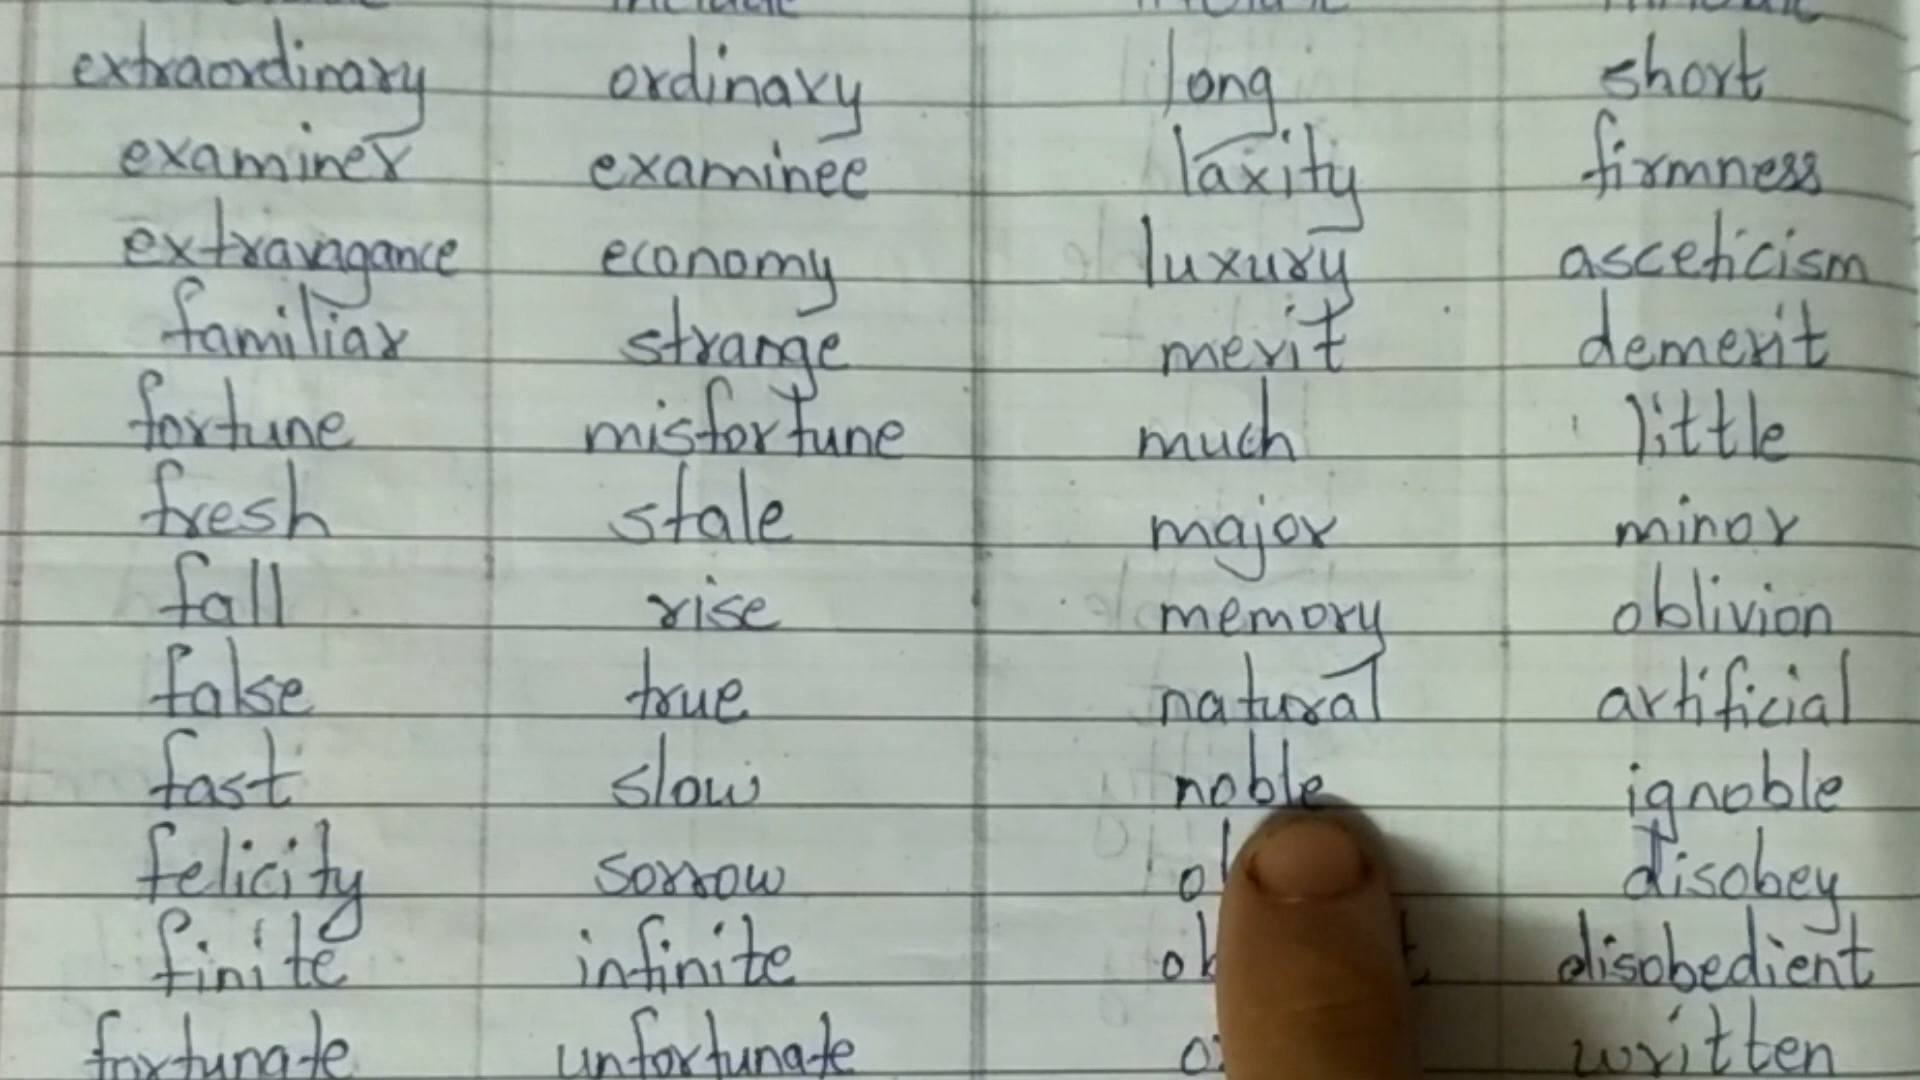 extraordinary ordinary long short
examiner examinee laxity firmness
extravagance economy luxury asceticism
familiar strange merit demerit
fortune misfortune much little
fresh stale major minor
fall rise memory oblivion
false true natural artificial
fast slow noble ignoble
felicity sorrow disobey
finite infinite disobedient
fortunate unfortunate written